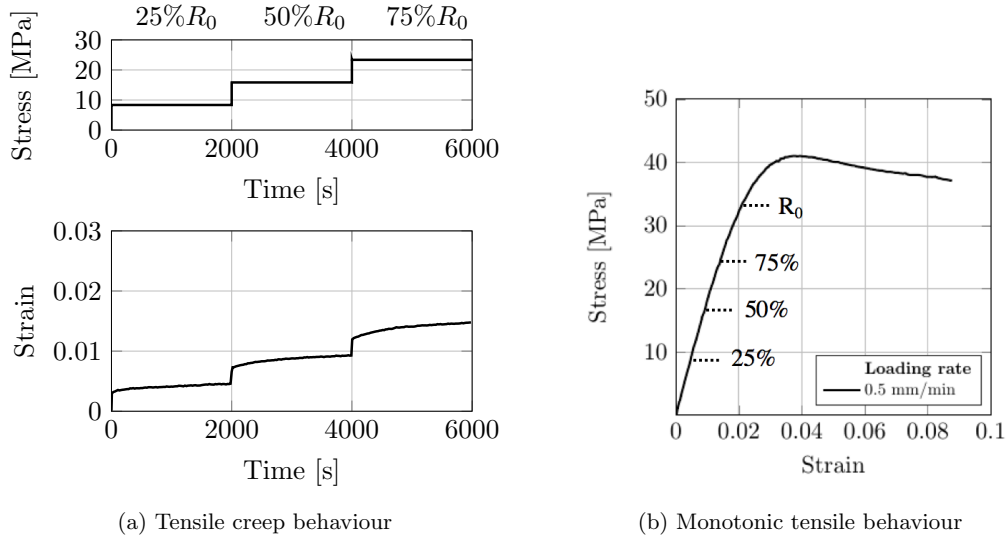 25%R₀ 50%R₀ 75%R₀
30
20
10
0
Stress [MPa]
0 2000 4000 6000
Time [s]
0.03
0.02
0.01
0
Strain
0 2000 4000 6000
Time [s]
(a) Tensile creep behaviour
50
40
30
20
10
Stress [MPa]
R₀
75%
50%
25%
Loading rate
0.5 mm/min
0 0.02 0.04 0.06 0.08 0.1
Strain
(b) Monotonic tensile behaviour